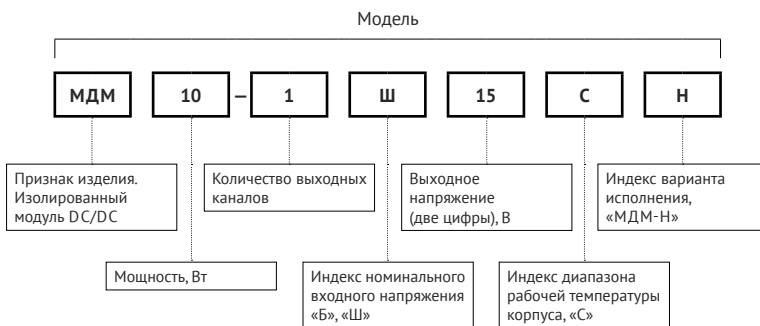 Модель
МДМ 10 – 1 Ш 15 С Н
Признак изделия.
Изолированный
модуль DC/DC
Количество выходных
каналов
Выходное
напряжение
(две цифры), В
Индекс варианта
исполнения,
«МДМ-Н»
Мощность, Вт
Индекс номинального
входного напряжения
«Б», «Ш»
Индекс диапазона
рабочей температуры
корпуса, «С»